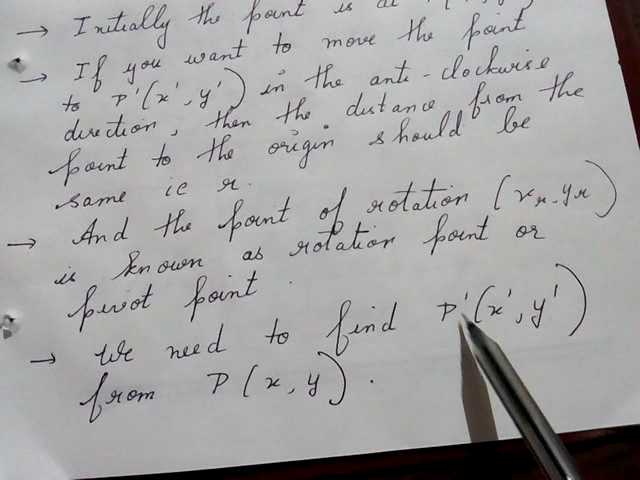 → Initially the point is at
→ If you want to move the point
to P'(x', y') in the anti-clockwise
direction, then the distance from the
point to the origin should be
same ie r.
→ And the point of rotation (xr, yr)
is known as rotation point or
pivot point.
→ We need to find P'(x', y')
from P(x, y).